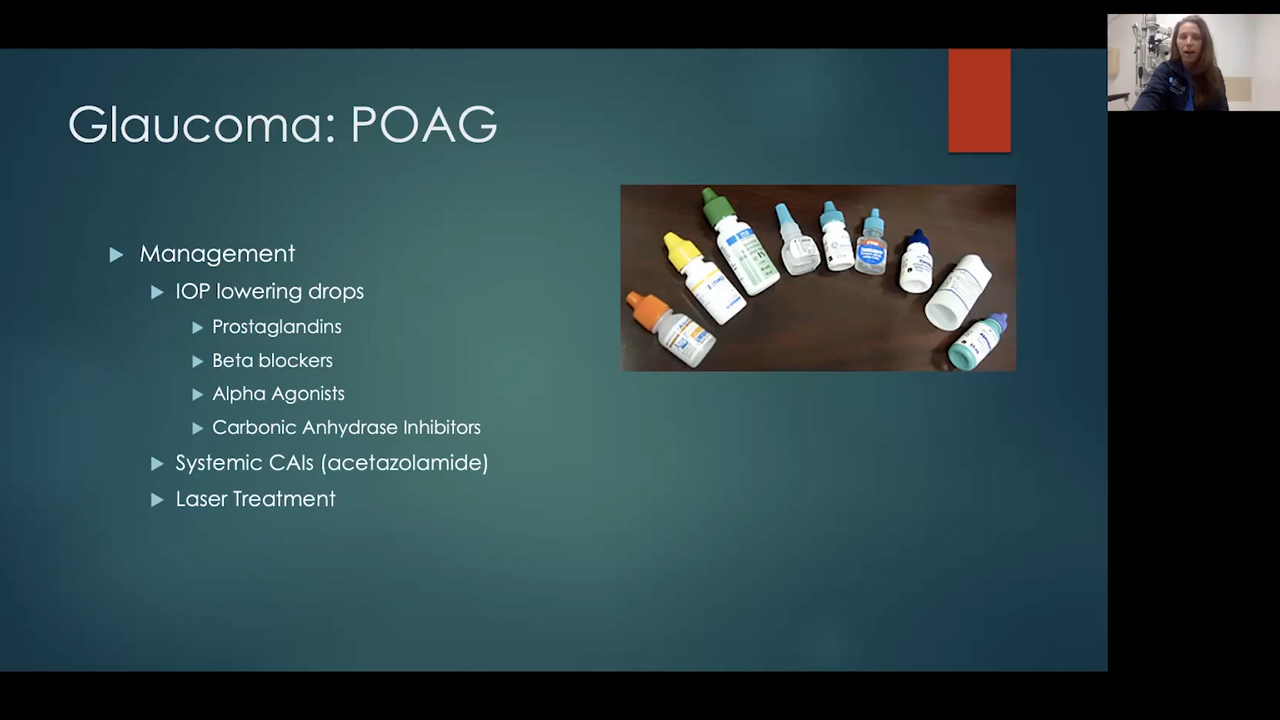 Glaucoma: POAG
Management
IOP lowering drops
Prostaglandins
Beta blockers
Alpha Agonists
Carbonic Anhydrase Inhibitors
Systemic CAIs (acetazolamide)
Laser Treatment